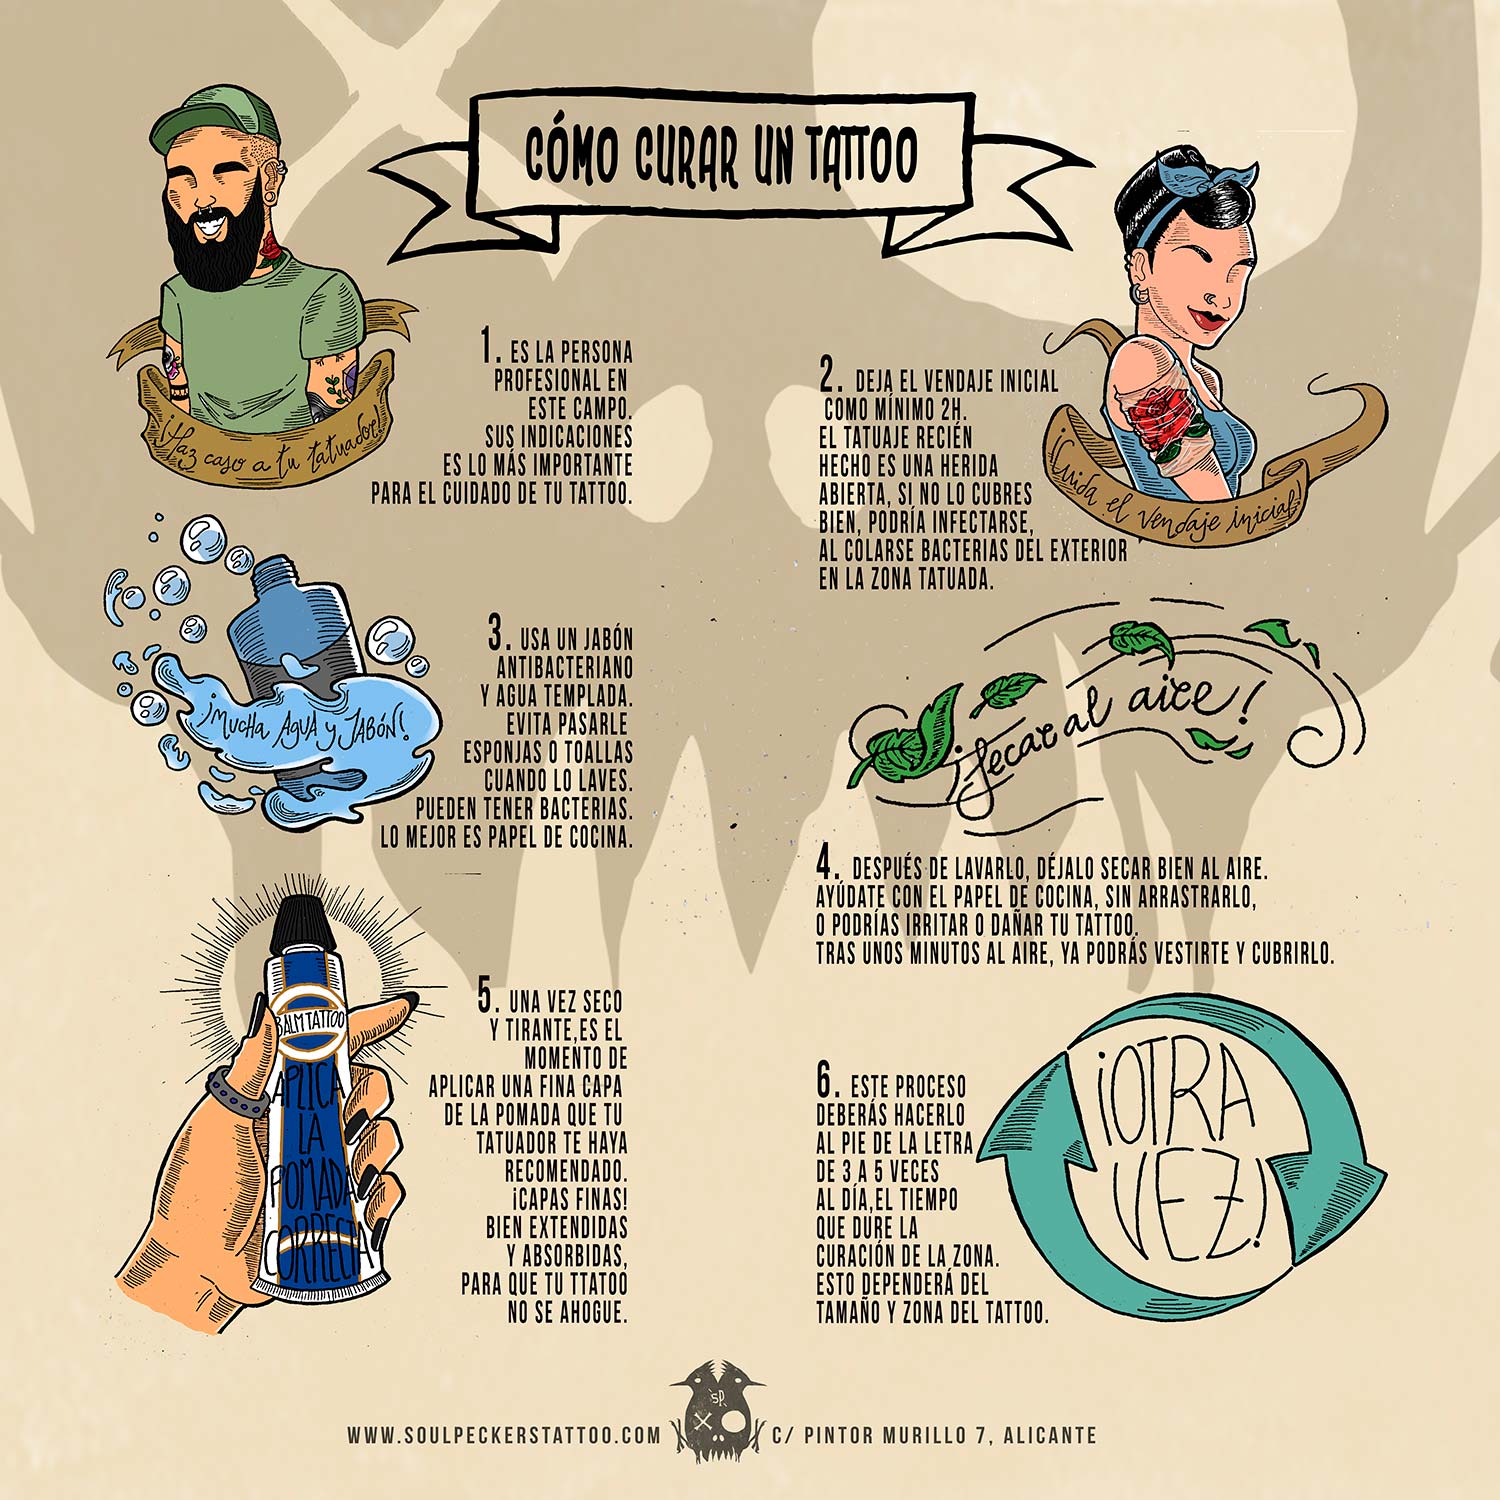 CÓMO CURAR UN TATTOO
¡Haz caso a tu tatuador!
1. ES LA PERSONA
PROFESIONAL EN
ESTE CAMPO.
SUS INDICACIONES
ES LO MÁS IMPORTANTE
PARA EL CUIDADO DE TU TATTOO.
2. DEJA EL VENDAJE INICIAL
COMO MÍNIMO 2H.
EL TATUAJE RECIÉN
HECHO ES UNA HERIDA
ABIERTA, SI NO LO CUBRES
BIEN, PODRÍA INFECTARSE,
AL COLARSE BACTERIAS DEL EXTERIOR
EN LA ZONA TATUADA.
¡Cuida el vendaje inicial!
¡MUCHA AGUA Y JABÓN!
3. USA UN JABÓN
ANTIBACTERIANO
Y AGUA TEMPLADA.
EVITA PASARLE
ESPONJAS O TOALLAS
CUANDO LO LAVES.
PUEDEN TENER BACTERIAS.
LO MEJOR ES PAPEL DE COCINA.
¡Secar al aire!
4. DESPUÉS DE LAVARLO, DÉJALO SECAR BIEN AL AIRE.
AYÚDATE CON EL PAPEL DE COCINA, SIN ARRASTRARLO,
O PODRÍAS IRRITAR O DAÑAR TU TATTOO.
TRAS UNOS MINUTOS AL AIRE, YA PODRÁS VESTIRTE Y CUBRIRLO.
BALM TATTOO
APLICA
LA
POMADA
CORRECTA
5. UNA VEZ SECO
Y TIRANTE,ES EL
MOMENTO DE
APLICAR UNA FINA CAPA
DE LA POMADA QUE TU
TATUADOR TE HAYA
RECOMENDADO.
¡CAPAS FINAS!
BIEN EXTENDIDAS
Y ABSORBIDAS,
PARA QUE TU TTATOO
NO SE AHOGUE.
6. ESTE PROCESO
DEBERÁS HACERLO
AL PIE DE LA LETRA
DE 3 A 5 VECES
AL DÍA,EL TIEMPO
QUE DURE LA
CURACIÓN DE LA ZONA.
ESTO DEPENDERÁ DEL
TAMAÑO Y ZONA DEL TATTOO.
¡OTRA
VEZ!
SP
WWW.SOULPECKERSTATTOO.COM
C/ PINTOR MURILLO 7, ALICANTE